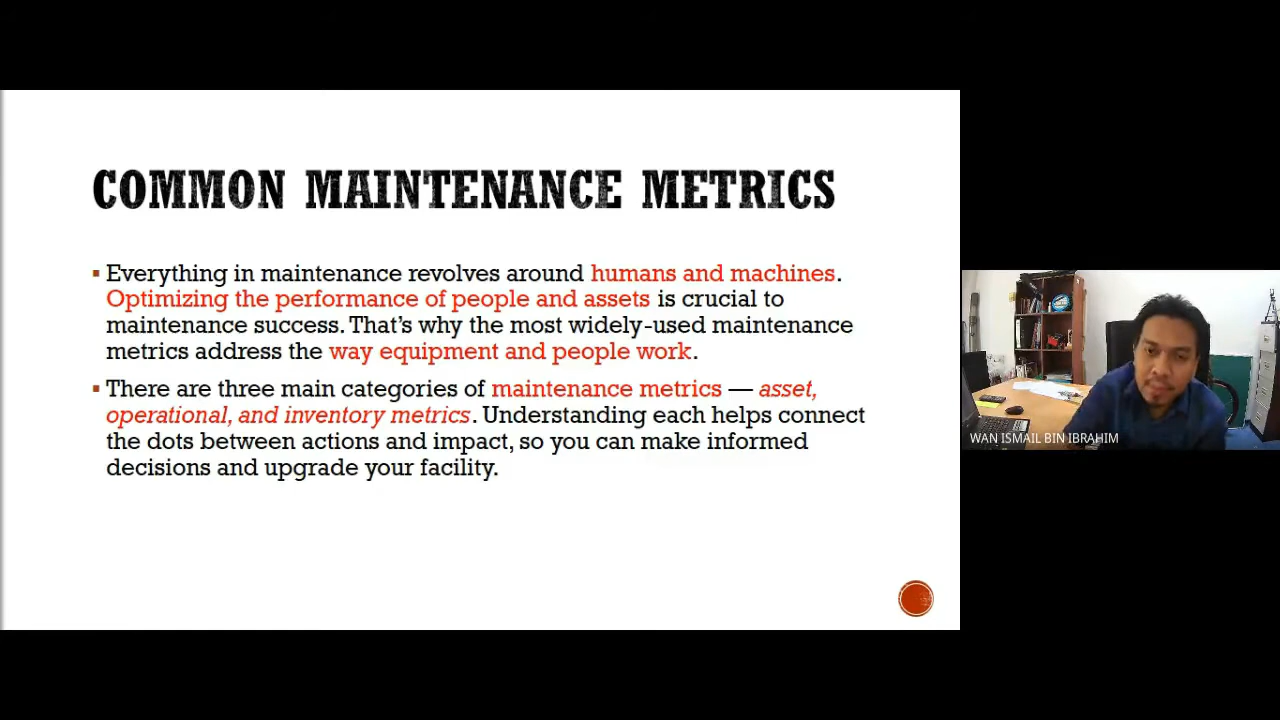 COMMON MAINTENANCE METRICS
▪ Everything in maintenance revolves around humans and machines.
Optimizing the performance of people and assets is crucial to
maintenance success. That’s why the most widely-used maintenance
metrics address the way equipment and people work.
▪ There are three main categories of maintenance metrics — asset,
operational, and inventory metrics. Understanding each helps connect
the dots between actions and impact, so you can make informed
decisions and upgrade your facility.
WAN ISMAIL BIN IBRAHIM